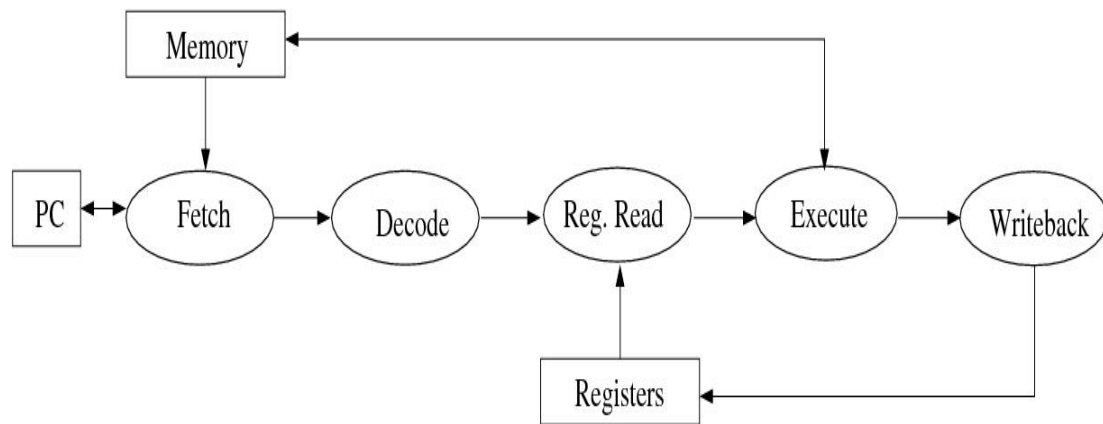 Memory
PC
Fetch
Decode
Reg. Read
Execute
Writeback
Registers